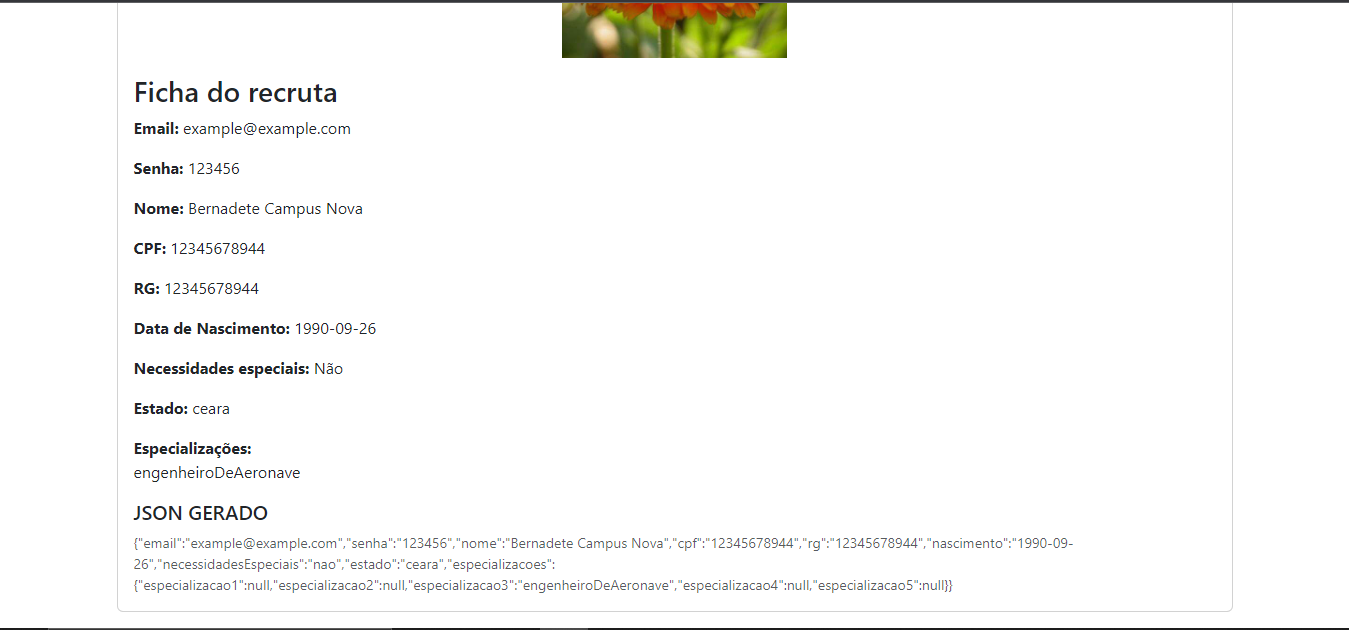 Ficha do recruta
Email: example@example.com
Senha: 123456
Nome: Bernadete Campus Nova
CPF: 12345678944
RG: 12345678944
Data de Nascimento: 1990-09-26
Necessidades especiais: Não
Estado: ceara
Especializações:
engenheiroDeAeronave
JSON GERADO
{"email":"example@example.com","senha":"123456","nome":"Bernadete Campus Nova","cpf":"12345678944","rg":"12345678944","nascimento":"1990-09-
26","necessidadesEspeciais":"nao","estado":"ceara","especializacoes":
{"especializacao1":null,"especializacao2":null,"especializacao3":"engenheiroDeAeronave","especializacao4":null,"especializacao5":null}}